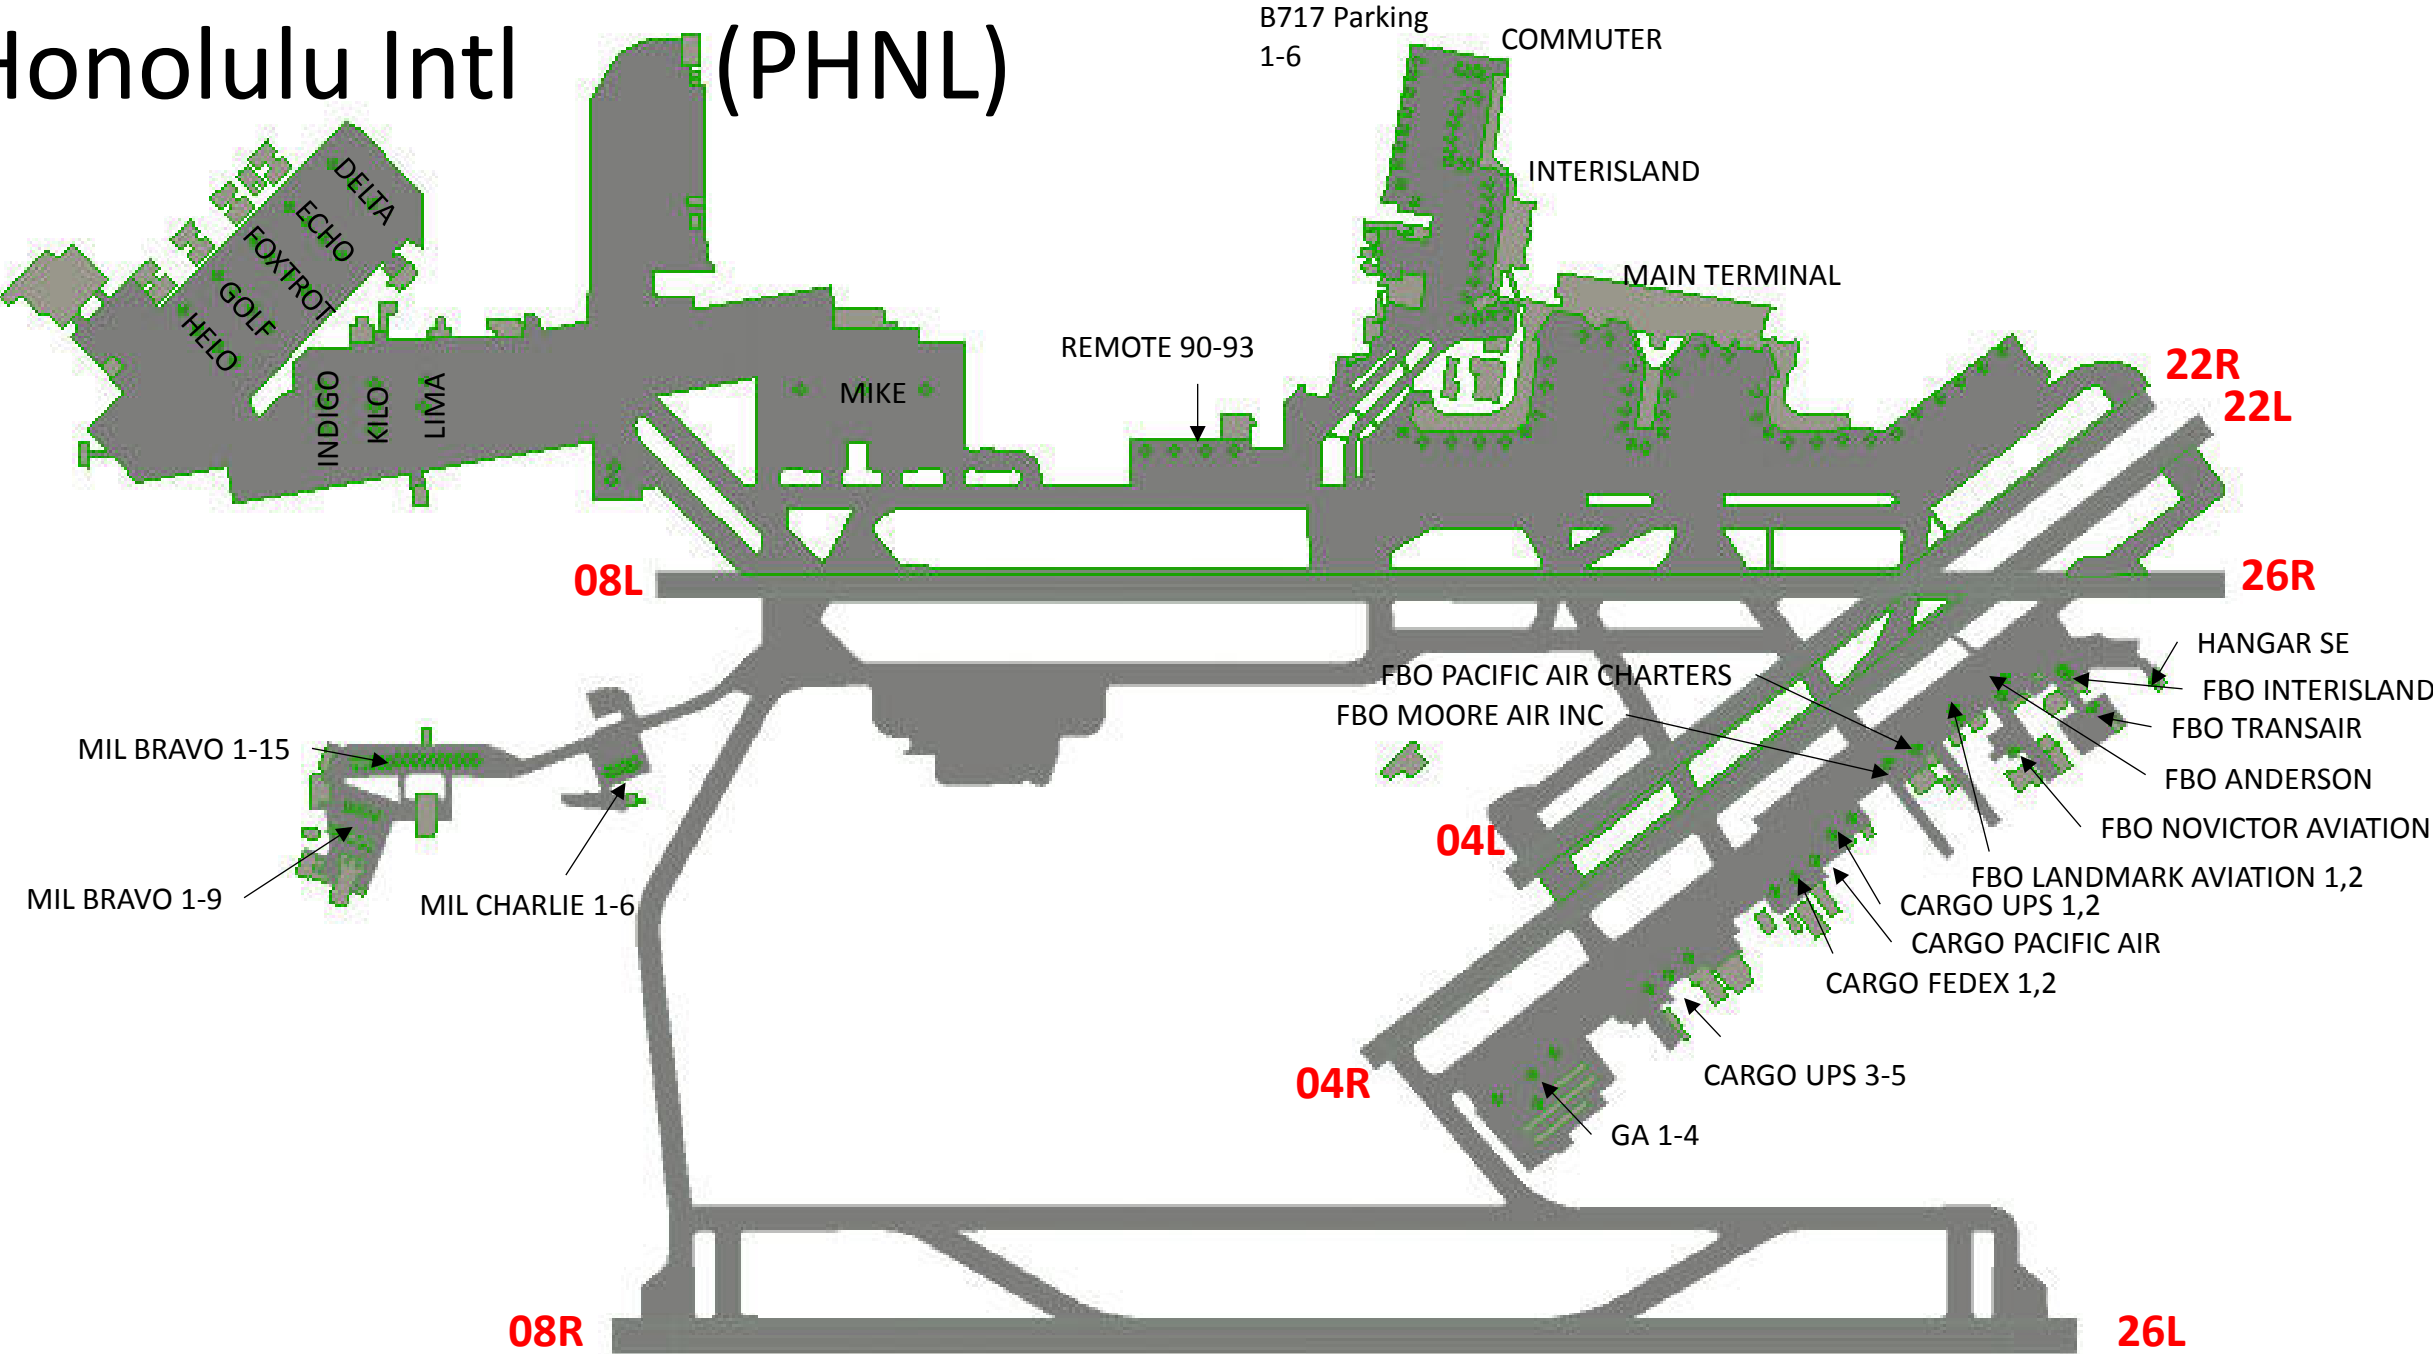 Honolulu Intl (PHNL)
B717 Parking
1-6
COMMUTER
INTERISLAND
MAIN TERMINAL
DELTA
ECHO
FOXTROT
GOLF
HELO
INDIGO
KILO
LIMA
MIKE
REMOTE 90-93
22R
22L
08L
26R
HANGAR SE
FBO PACIFIC AIR CHARTERS
FBO INTERISLAND
FBO MOORE AIR INC
FBO TRANSAIR
MIL BRAVO 1-15
FBO ANDERSON
FBO NOVICTOR AVIATION
04L
FBO LANDMARK AVIATION 1,2
MIL BRAVO 1-9
MIL CHARLIE 1-6
CARGO UPS 1,2
CARGO PACIFIC AIR
CARGO FEDEX 1,2
CARGO UPS 3-5
04R
GA 1-4
08R
26L